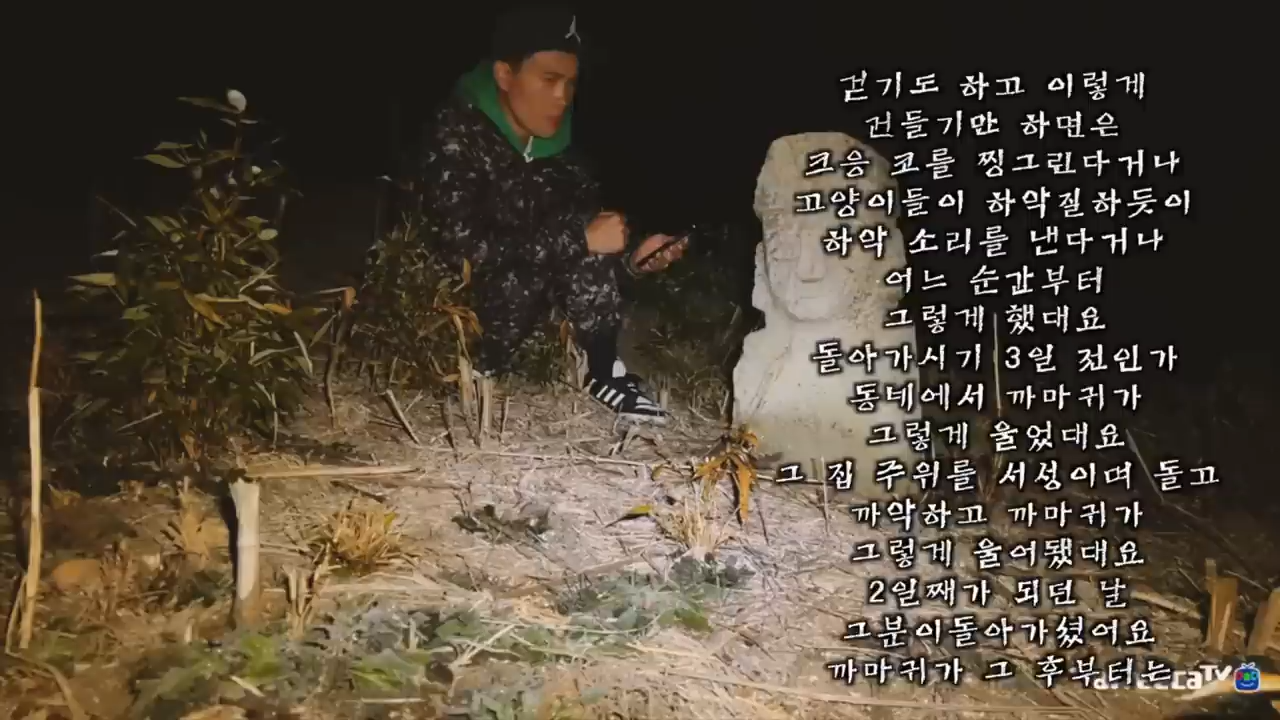 걷기도 하고 이렇게
건들기만 하면은
크응 코를 찡그린다거나
고양이들이 하악질하듯이
하악 소리를 낸다거나
어느 순간부터
그렇게 했대요
돌아가시기 3일 전인가
동네에서 까마귀가
그렇게 울었대요
그 집 주위를 서성이며 돌고
까악하고 까마귀가
그렇게 울어됐대요
2일째가 되던 날
그분이돌아가셨어요
까마귀가 그 후부터는
afreecaTV